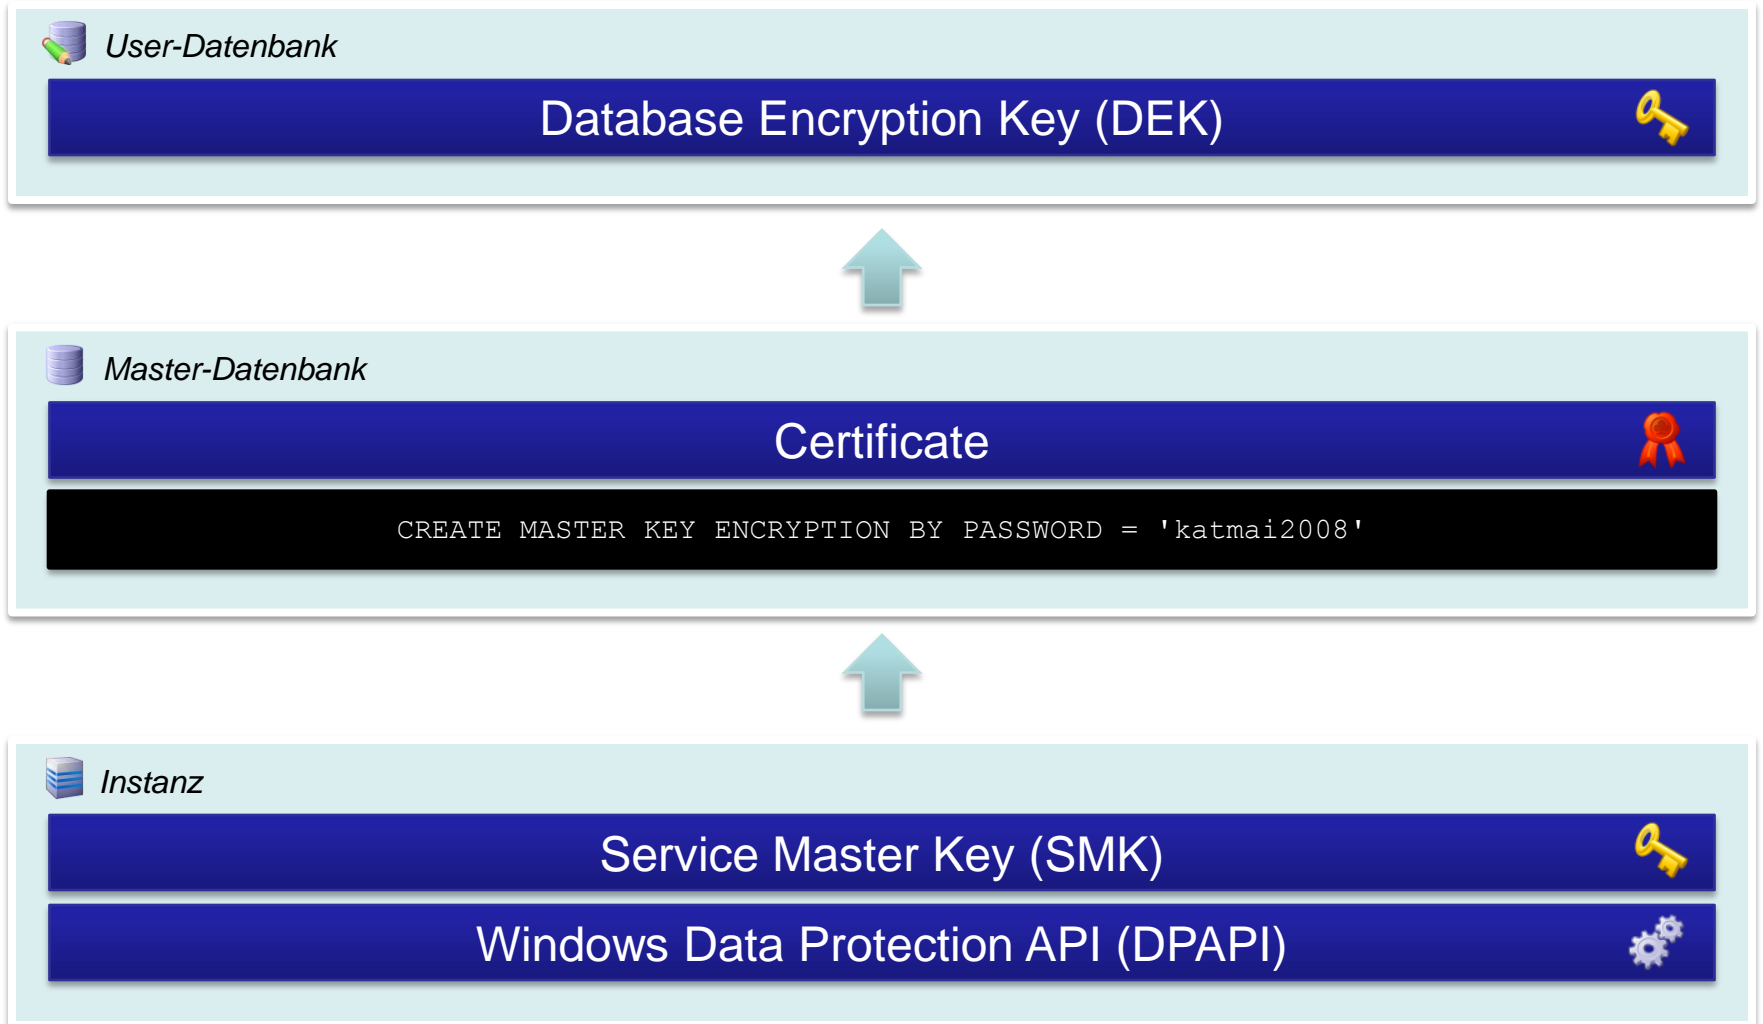 User-Datenbank
Database Encryption Key (DEK)
Master-Datenbank
Certificate
CREATE MASTER KEY ENCRYPTION BY PASSWORD = 'katmai2008'
Instanz
Service Master Key (SMK)
Windows Data Protection API (DPAPI)